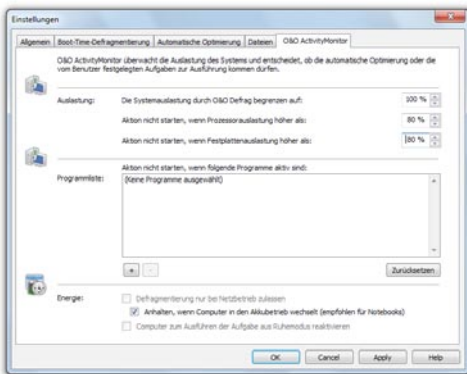 Einstellungen
Allgemein Boot-Time-Defragmentierung Automatische Optimierung Dateien O&O ActivityMonitor
O&O ActivityMonitor überwacht die Auslastung des Systems und entscheidet, ob die automatische Optimierung oder die
vom Benutzer festgelegten Aufgaben zur Ausführung kommen dürfen.
Auslastung: Die Systemauslastung durch O&O Defrag begrenzen auf: 100 %
Aktion nicht starten, wenn Prozessorauslastung höher als: 80 %
Aktion nicht starten, wenn Festplattenauslastung höher als: 80 %
Aktion nicht starten, wenn folgende Programme aktiv sind:
Programmliste: (Keine Programme ausgewählt)
+ - Zurücksetzen
Energie: Defragmentierung nur bei Netzbetrieb zulassen
Anhalten, wenn Computer in den Akkubetrieb wechselt (empfohlen für Notebooks)
Computer zum Ausführen der Aufgabe aus Ruhemodus reaktivieren
OK Cancel Apply Help